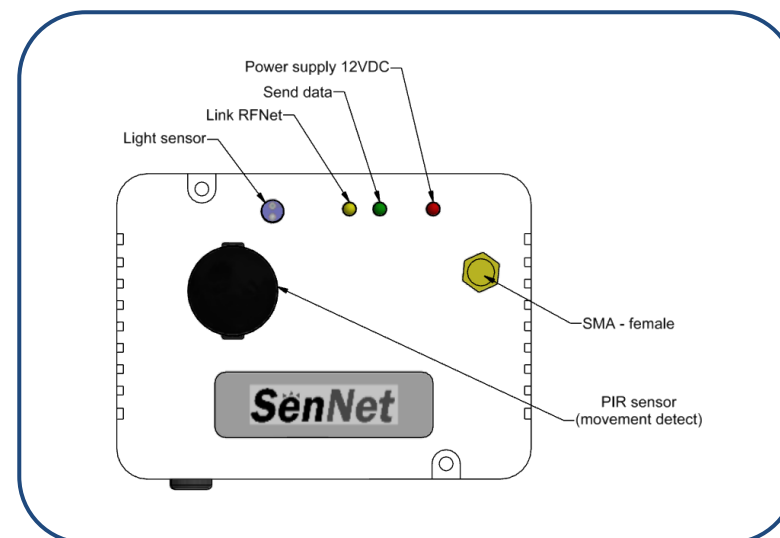 Power supply 12VDC
Send data
Link RFNet
Light sensor
SMA - female
SenNet
PIR sensor
(movement detect)